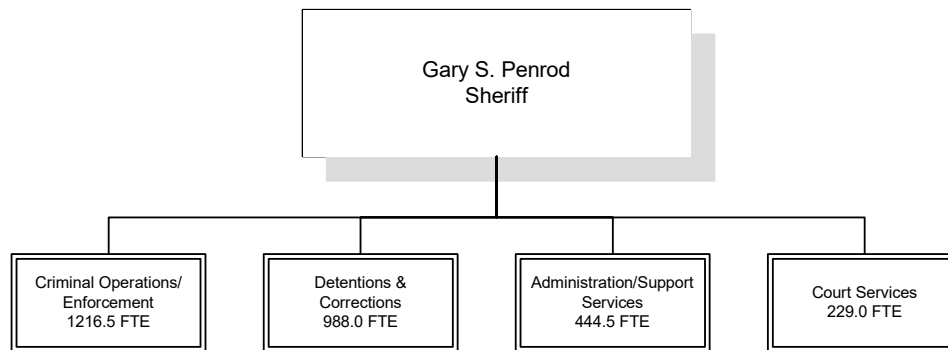 Gary S. Penrod
Sheriff
Criminal Operations/
Enforcement
1216.5 FTE
Detentions &
Corrections
988.0 FTE
Administration/Support
Services
444.5 FTE
Court Services
229.0 FTE